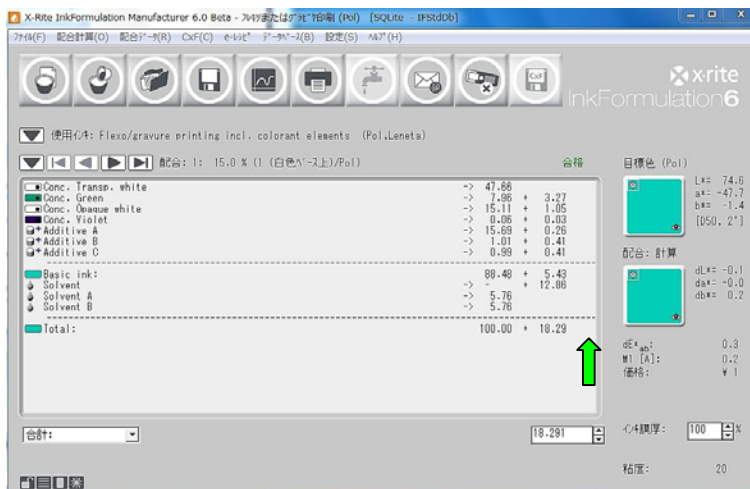 X-Rite InkFormulation Manufacturer 6.0 Beta - フレキソまたはグラビア印刷 (Pol) [SQLite - IFStdDb]
ファイル(F) 配合計算(O) 配合データ(R) CxF(C) e-レシピ データベース(B) 設定(S) ヘルプ(H)
x-rite
InkFormulation6
使用インキ: Flexo/gravure printing incl. colorant elements (Pol,Leneta)
配合: 1: 15.0 % (1 (白色ベース上)/Pol) 合格
Conc. Transp. white -> 47.66
Conc. Green -> 7.96 + 3.27
Conc. Opaque white -> 15.11 + 1.05
Conc. Violet -> 0.06 + 0.03
Additive A -> 15.69 + 0.26
Additive B -> 1.01 + 0.41
Additive C -> 0.99 + 0.41
Basic ink: 88.48 + 5.43
Solvent -> - + 12.86
Solvent A -> 5.76
Solvent B -> 5.76
Total: 100.00 + 18.29
合計: 18.291
目標色 (Pol)
L*= 74.6
a*= -47.7
b*= -1.4
[D50, 2°]
配合: 計算
dL*= -0.1
da*= -0.0
db*= 0.2
dE*ab: 0.3
M1 [A]: 0.2
価格: ¥ 1
インキ膜厚: 100 %
粘度: 20
CxF